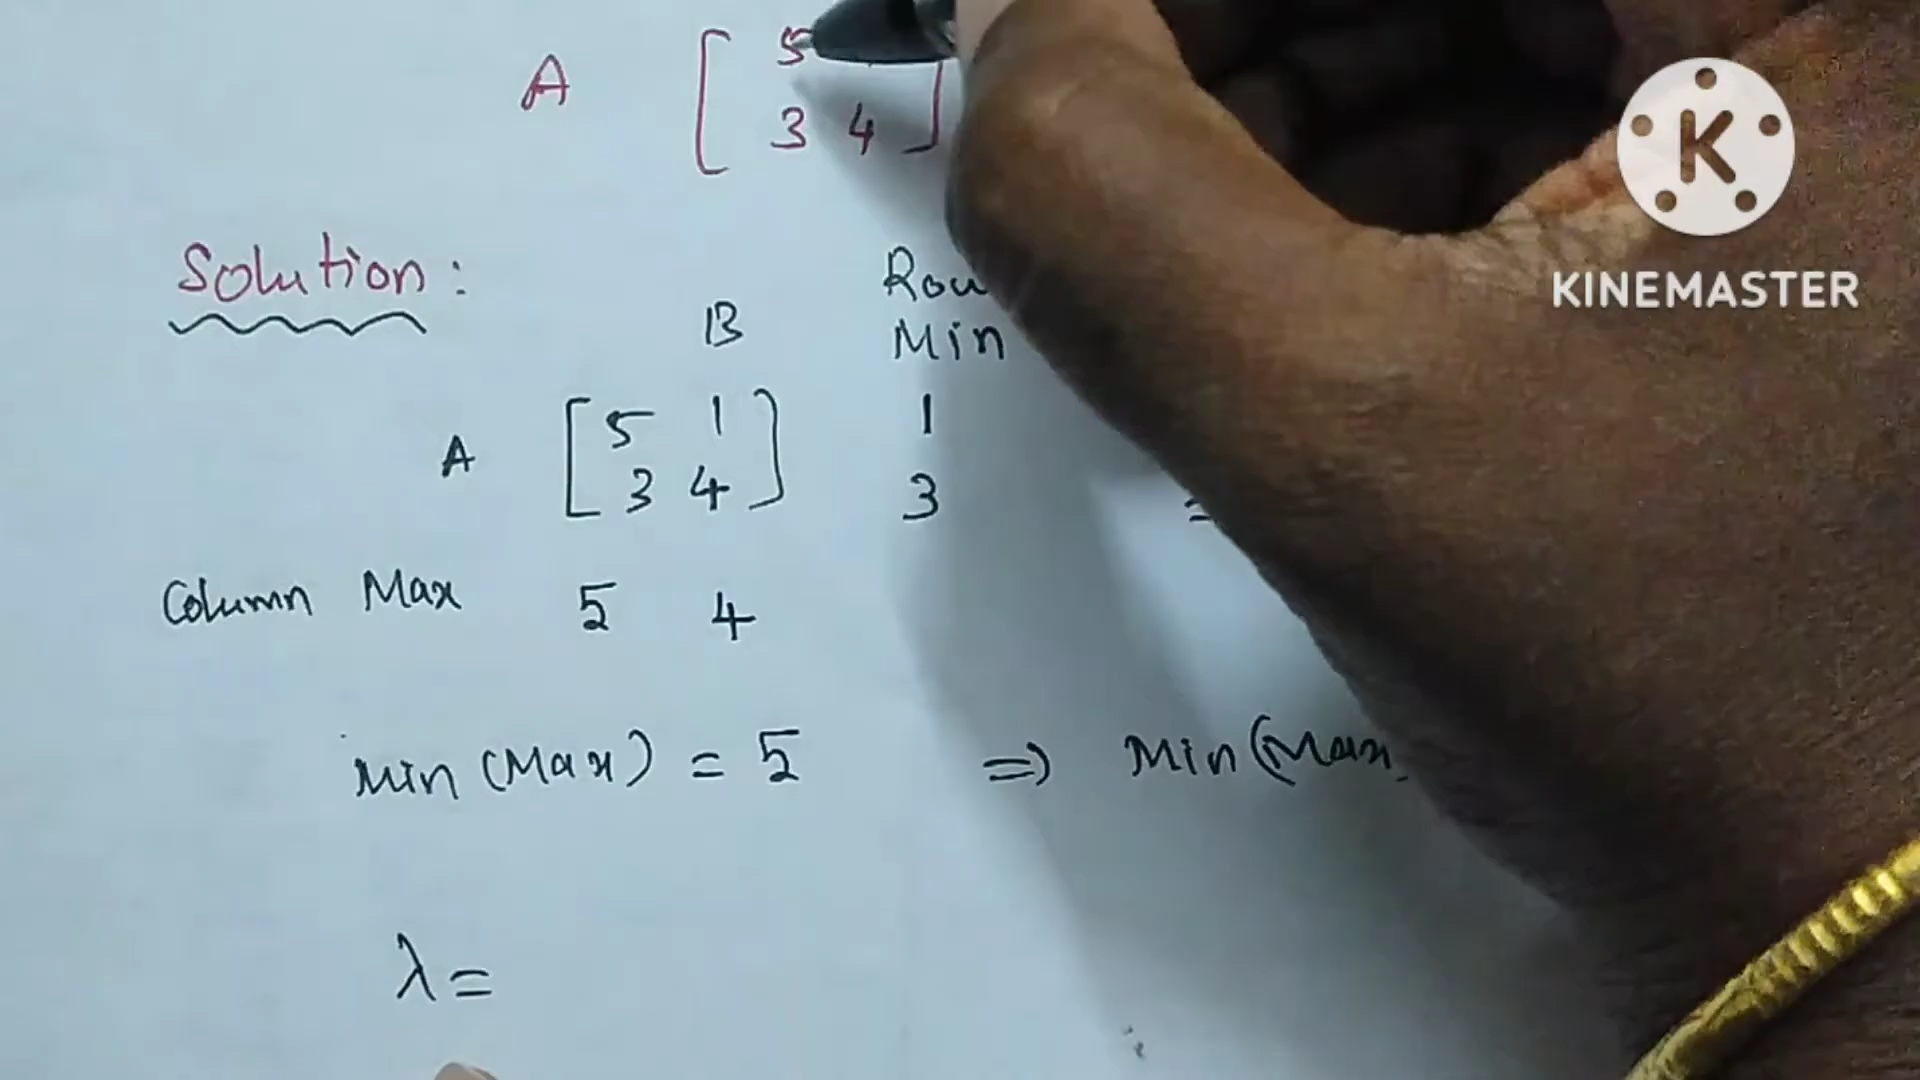 A [ 5
3 4 ]
K
KINEMASTER
Solution :
Row
B Min
A [ 5 1 ] 1
3 4 3 =
Column Max 5 4
Min (Max) = 5 ⇒ Min (Max)
λ =